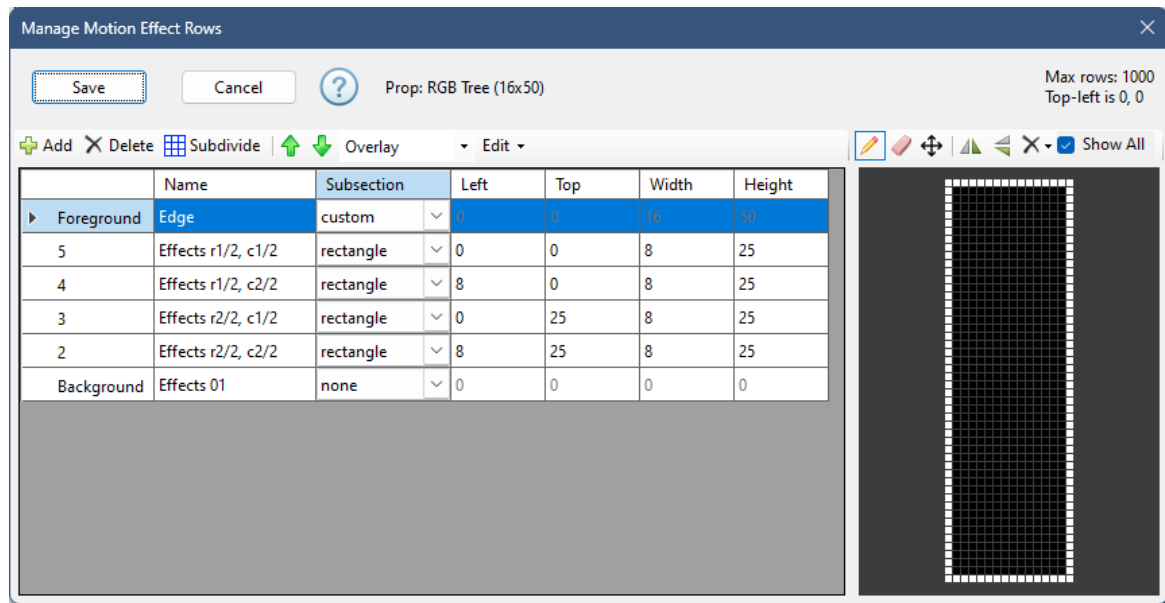 Manage Motion Effect Rows
Save Cancel ? Prop: RGB Tree (16x50) Max rows: 1000
Top-left is 0, 0
Add Delete Subdivide Overlay Edit Show All
Name Subsection Left Top Width Height
Foreground Edge custom 0 0 16 50
5 Effects r1/2, c1/2 rectangle 0 0 8 25
4 Effects r1/2, c2/2 rectangle 8 0 8 25
3 Effects r2/2, c1/2 rectangle 0 25 8 25
2 Effects r2/2, c2/2 rectangle 8 25 8 25
Background Effects 01 none 0 0 0 0